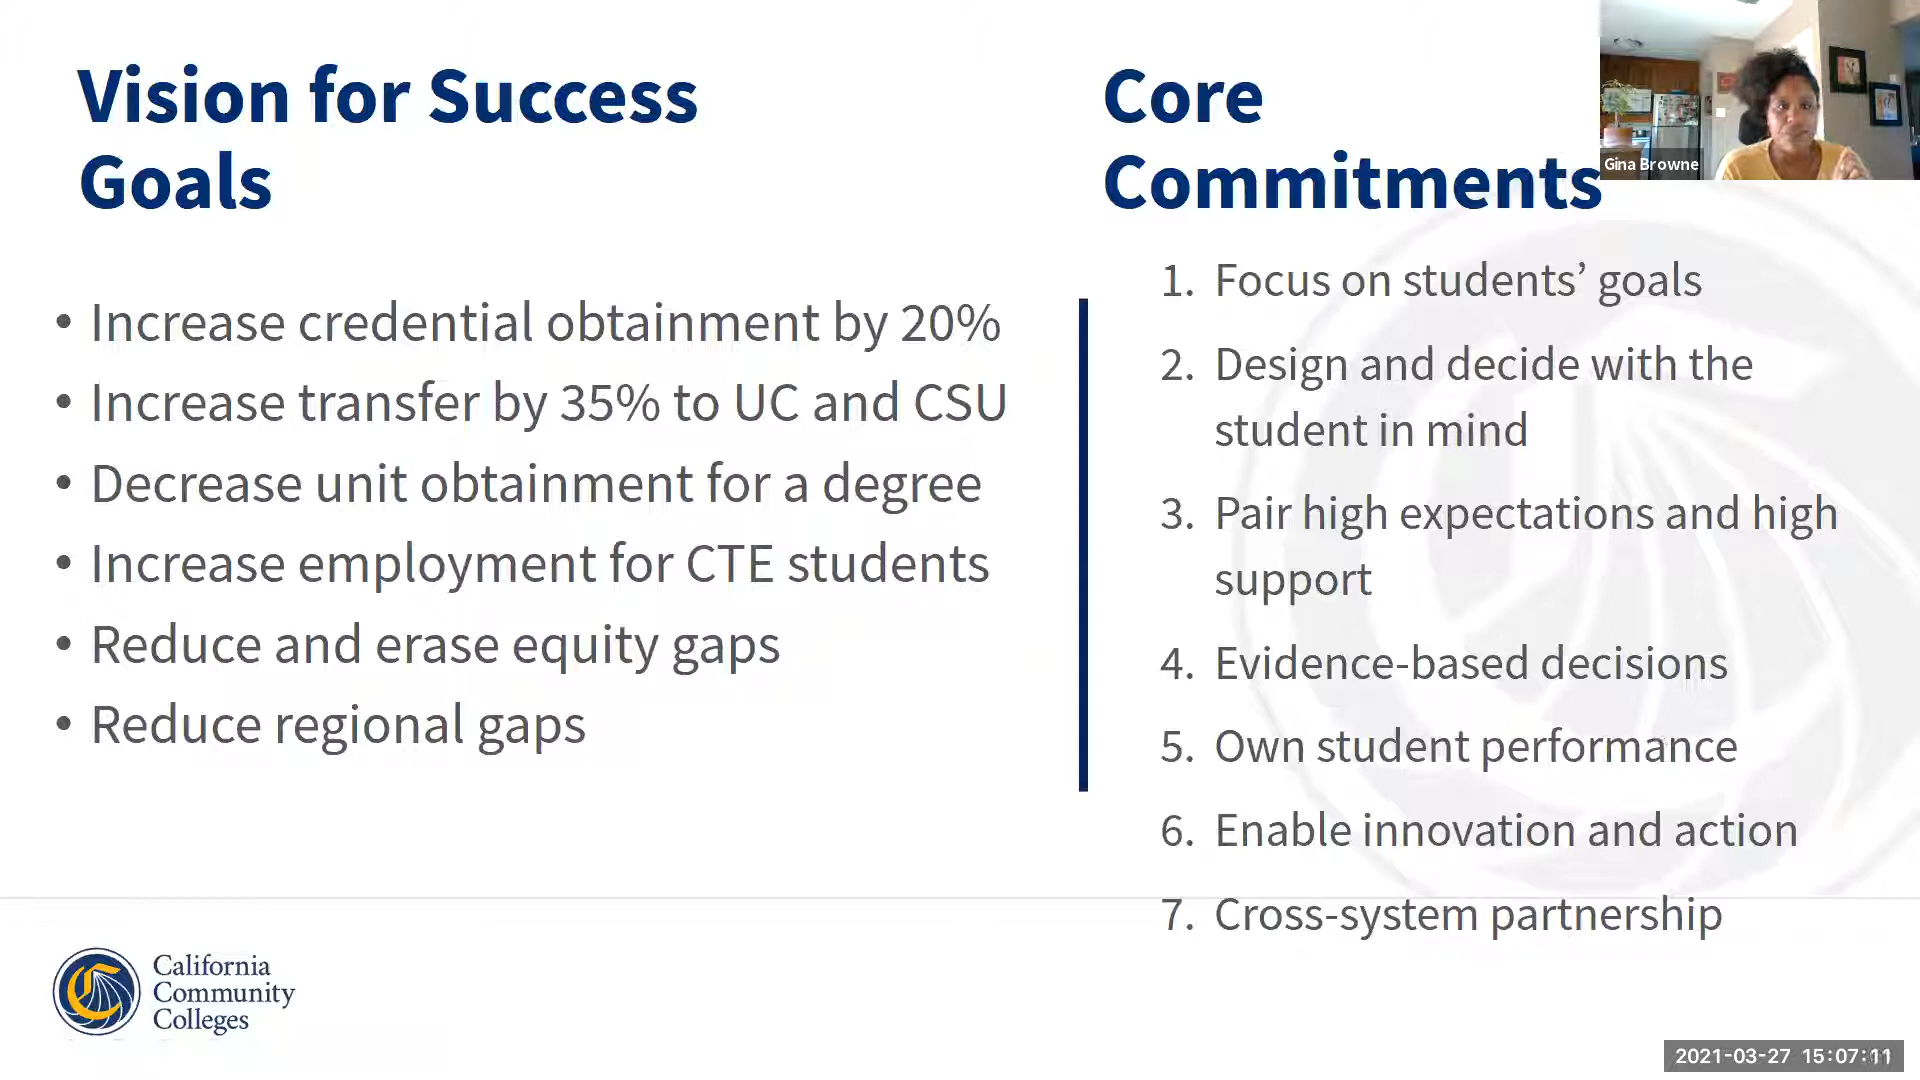 Vision for Success
Goals
• Increase credential obtainment by 20%
• Increase transfer by 35% to UC and CSU
• Decrease unit obtainment for a degree
• Increase employment for CTE students
• Reduce and erase equity gaps
• Reduce regional gaps
Core
Commitments
1. Focus on students’ goals
2. Design and decide with the
student in mind
3. Pair high expectations and high
support
4. Evidence-based decisions
5. Own student performance
6. Enable innovation and action
7. Cross-system partnership
Gina Browne
California
Community
Colleges
2021-03-27 15:07:11